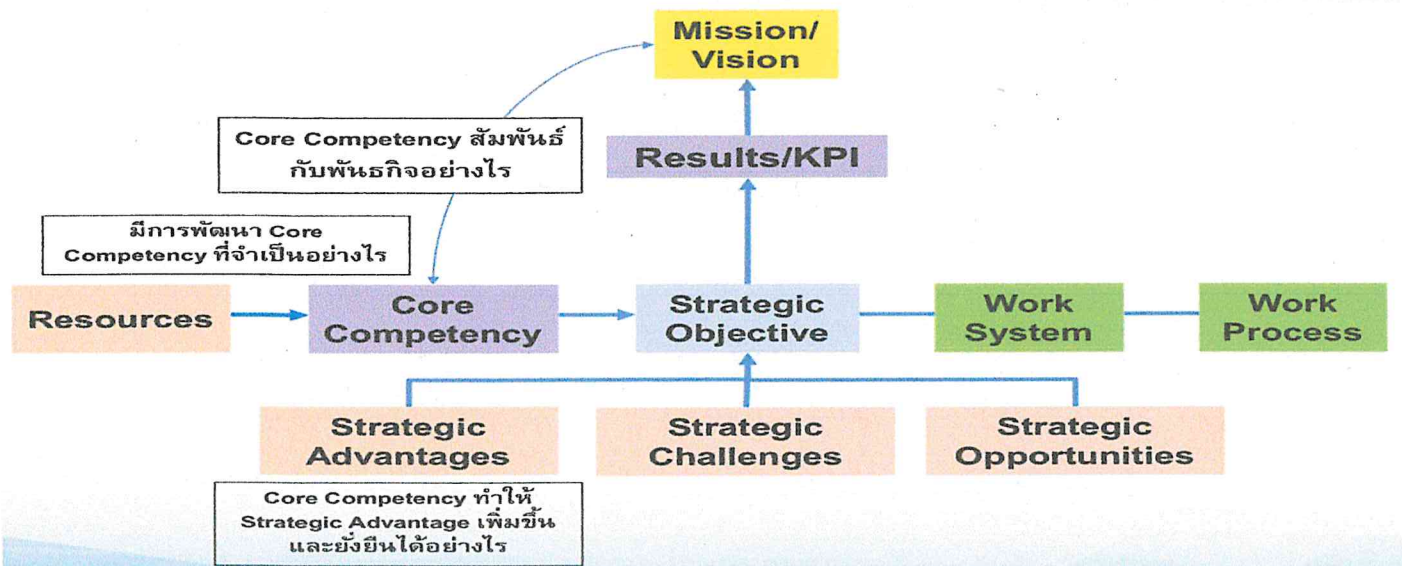 Mission/
Vision
Core Competency สัมพันธ์
กับพันธกิจอย่างไร
Results/KPI
มีการพัฒนา Core
Competency ที่จำเป็นอย่างไร
Resources
Core
Competency
Strategic
Objective
Work
System
Work
Process
Strategic
Advantages
Strategic
Challenges
Strategic
Opportunities
Core Competency ทำให้
Strategic Advantage เพิ่มขึ้น
และยั่งยืนได้อย่างไร